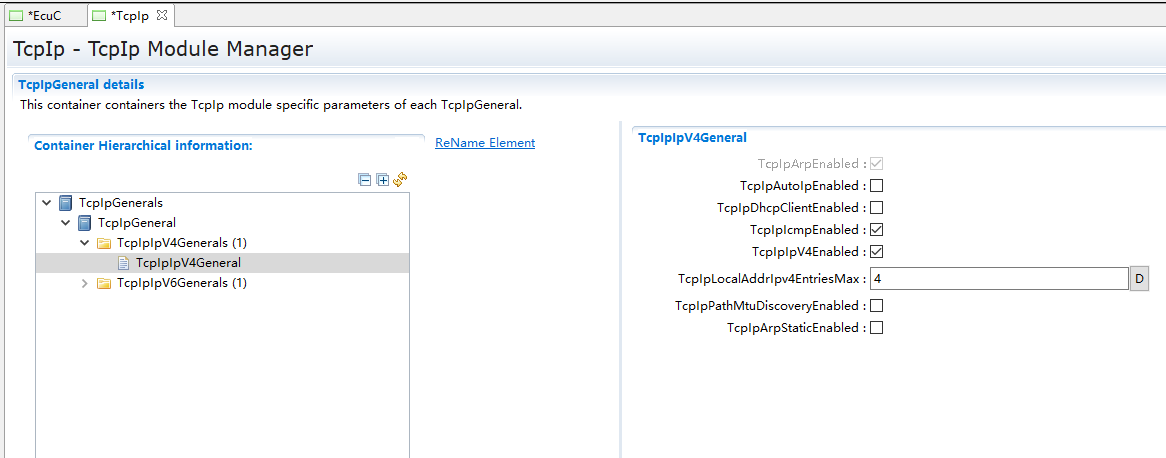 *EcuC
*TcpIp
TcpIp - TcpIp Module Manager
TcpIpGeneral details
This container containers the TcpIp module specific parameters of each TcpIpGeneral.
Container Hierarchical information:
ReName Element
TcpIpGenerals
TcpIpGeneral
TcpIpIpV4Generals (1)
TcpIpIpV4General
TcpIpIpV6Generals (1)
TcpIpIpV4General
TcpIpArpEnabled :
TcpIpAutoIpEnabled :
TcpIpDhcpClientEnabled :
TcpIpIcmpEnabled :
TcpIpIpV4Enabled :
TcpIpLocalAddrIpv4EntriesMax : 4 D
TcpIpPathMtuDiscoveryEnabled :
TcpIpArpStaticEnabled :